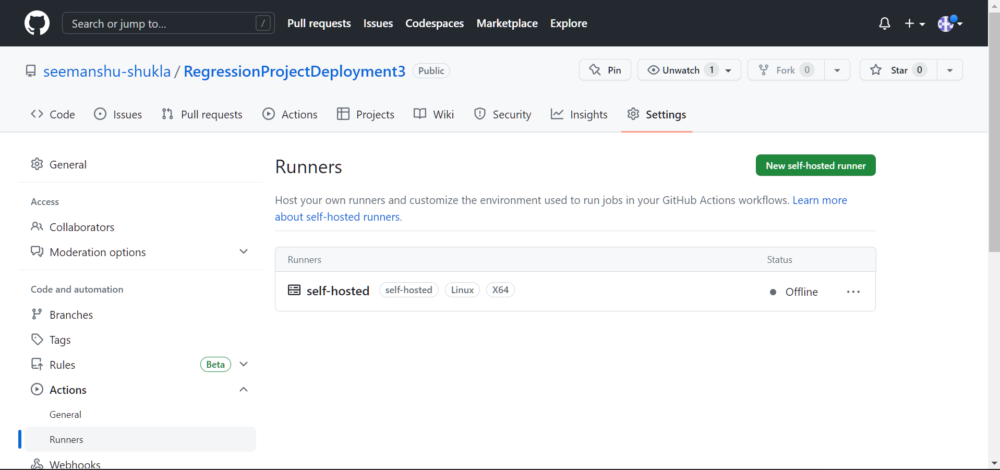 Search or jump to... / Pull requests Issues Codespaces Marketplace Explore
seemanshu-shukla / RegressionProjectDeployment3 Public Pin Unwatch 1 Fork 0 Star 0
Code Issues Pull requests Actions Projects Wiki Security Insights Settings
General
Access
Collaborators
Moderation options
Code and automation
Branches
Tags
Rules Beta
Actions
General
Runners
Webhooks
Runners New self-hosted runner
Host your own runners and customize the environment used to run jobs in your GitHub Actions workflows. Learn more
about self-hosted runners.
Runners Status
self-hosted self-hosted Linux X64 Offline